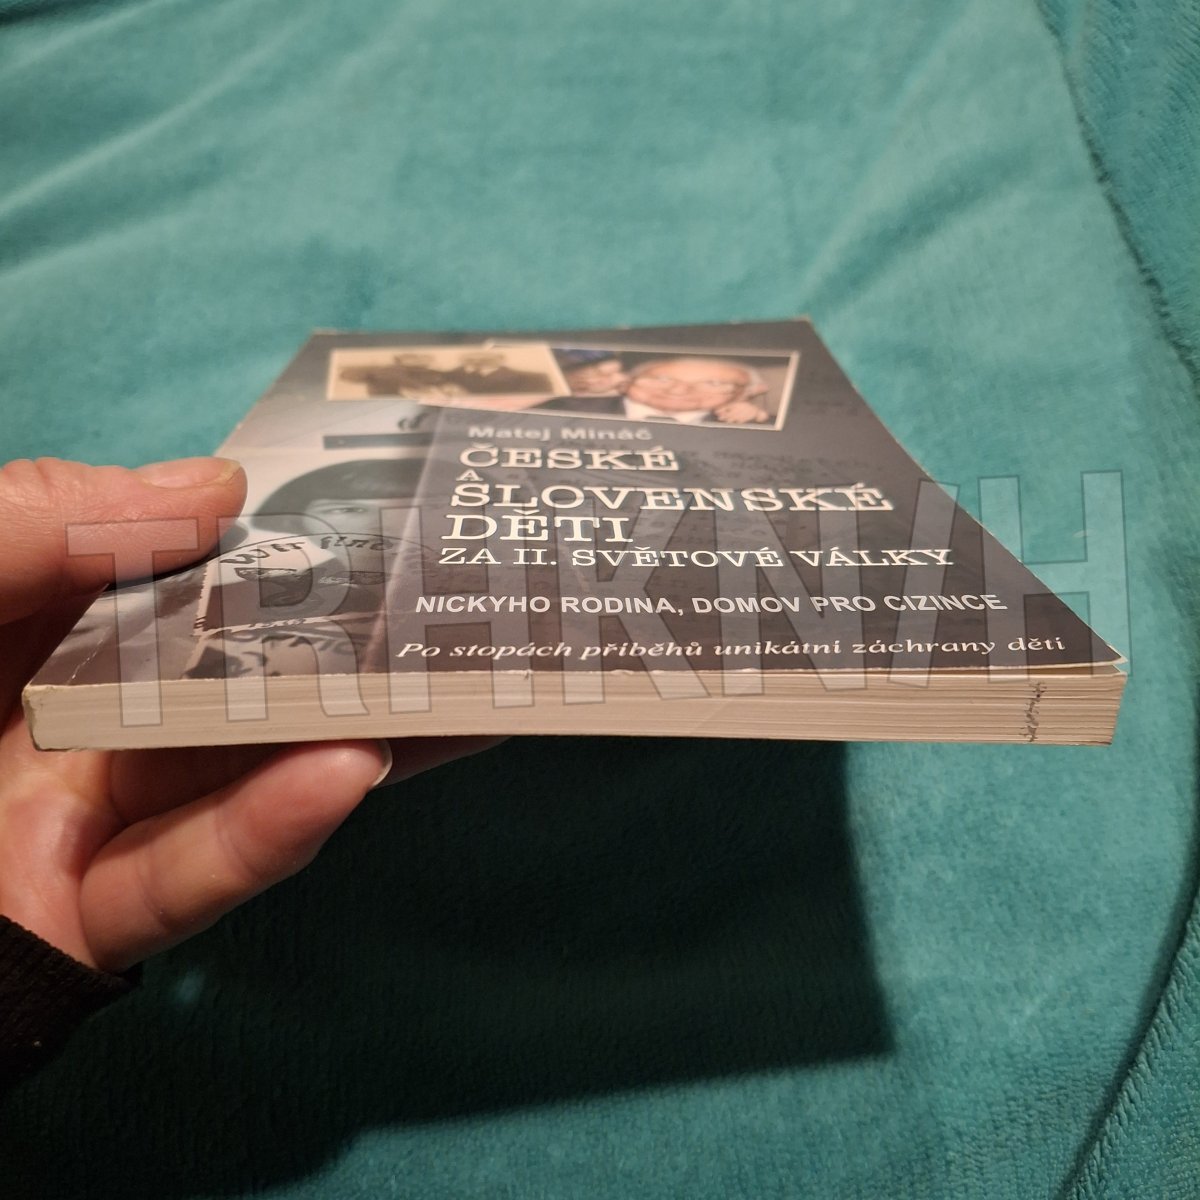 Matej Mináč
ČESKÉ
A
SLOVENSKÉ
DĚTI
ZA II. SVĚTOVÉ VÁLKY
NICKYHO RODINA, DOMOV PRO CIZINCE
Po stopách příběhů unikátní záchrany dětí
TRHKNIH